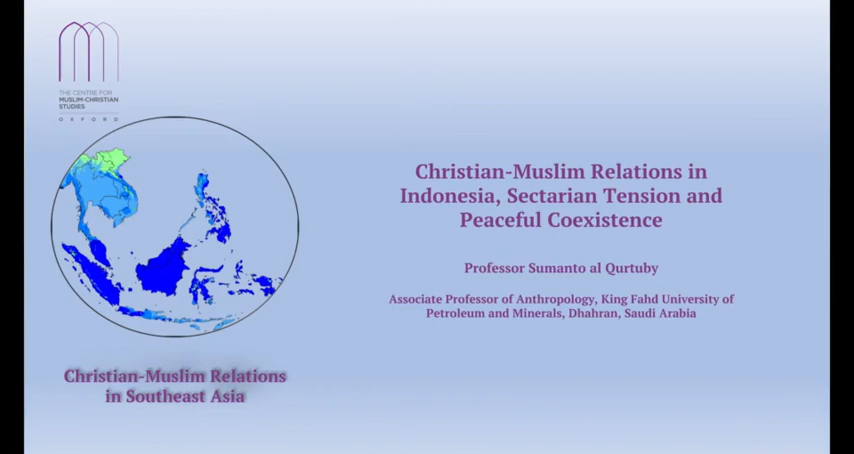 THE CENTRE FOR
MUSLIM-CHRISTIAN
STUDIES
OXFORD
Christian-Muslim Relations in
Indonesia, Sectarian Tension and
Peaceful Coexistence
Professor Sumanto al Qurtuby
Associate Professor of Anthropology, King Fahd University of
Petroleum and Minerals, Dhahran, Saudi Arabia
Christian-Muslim Relations
in Southeast Asia